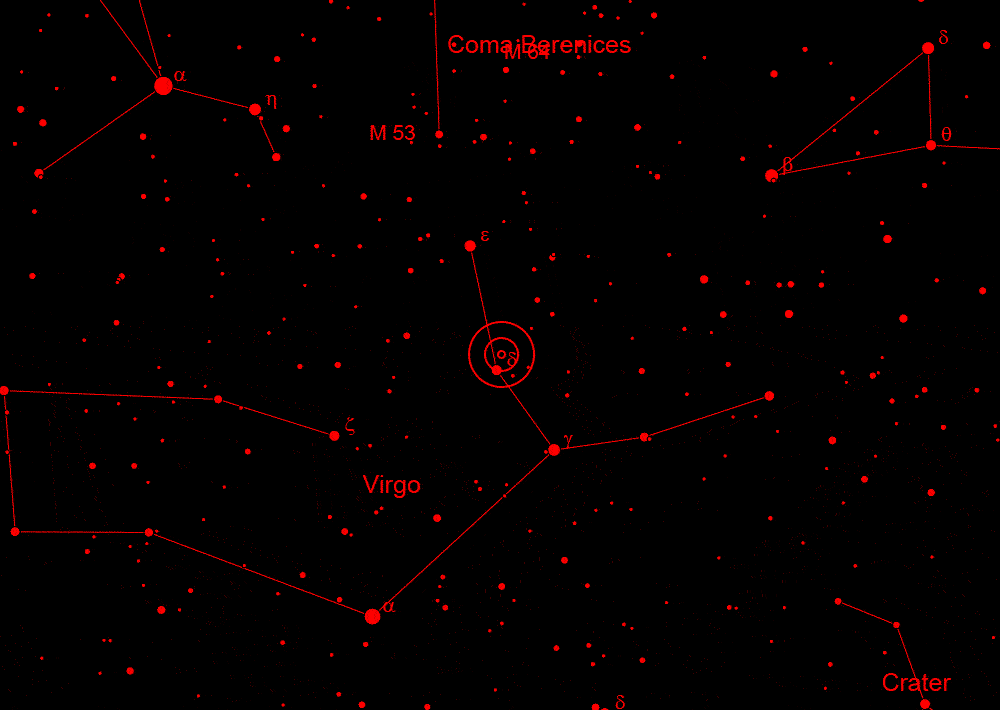 Coma Berenices
M 64
δ
α
η
M 53
θ
β
ε
δ
ζ
γ
Virgo
α
Crater
δ